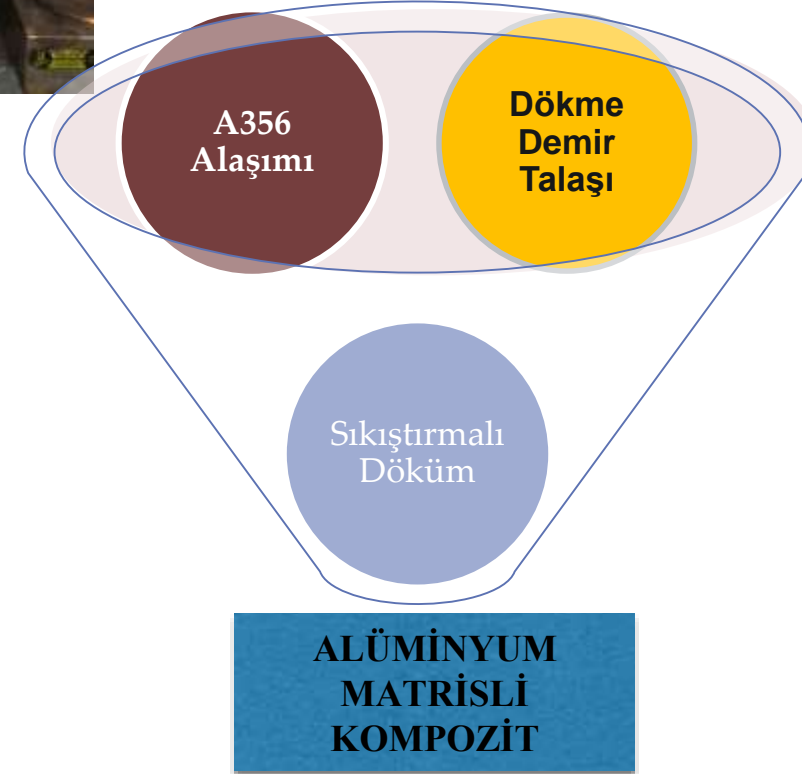 A356
Alaşımı
Dökme
Demir
Talaşı
Sıkıştırmalı
Döküm
ALÜMİNYUM
MATRİSLİ
KOMPOZİT